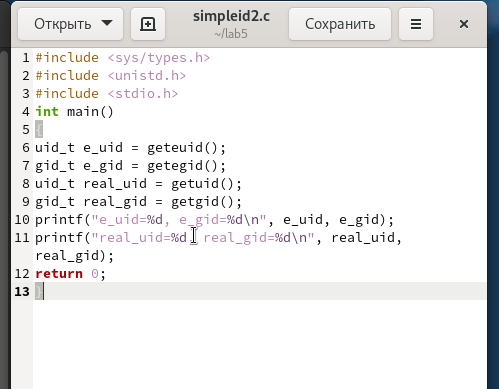 Открыть
simpleid2.c
~/lab5
Сохранить
1 #include <sys/types.h>
2 #include <unistd.h>
3 #include <stdio.h>
4 int main()
5 {
6 uid_t e_uid = geteuid();
7 gid_t e_gid = getegid();
8 uid_t real_uid = getuid();
9 gid_t real_gid = getgid();
10 printf("e_uid=%d, e_gid=%d\n", e_uid, e_gid);
11 printf("real_uid=%d, real_gid=%d\n", real_uid,
real_gid);
12 return 0;
13 }